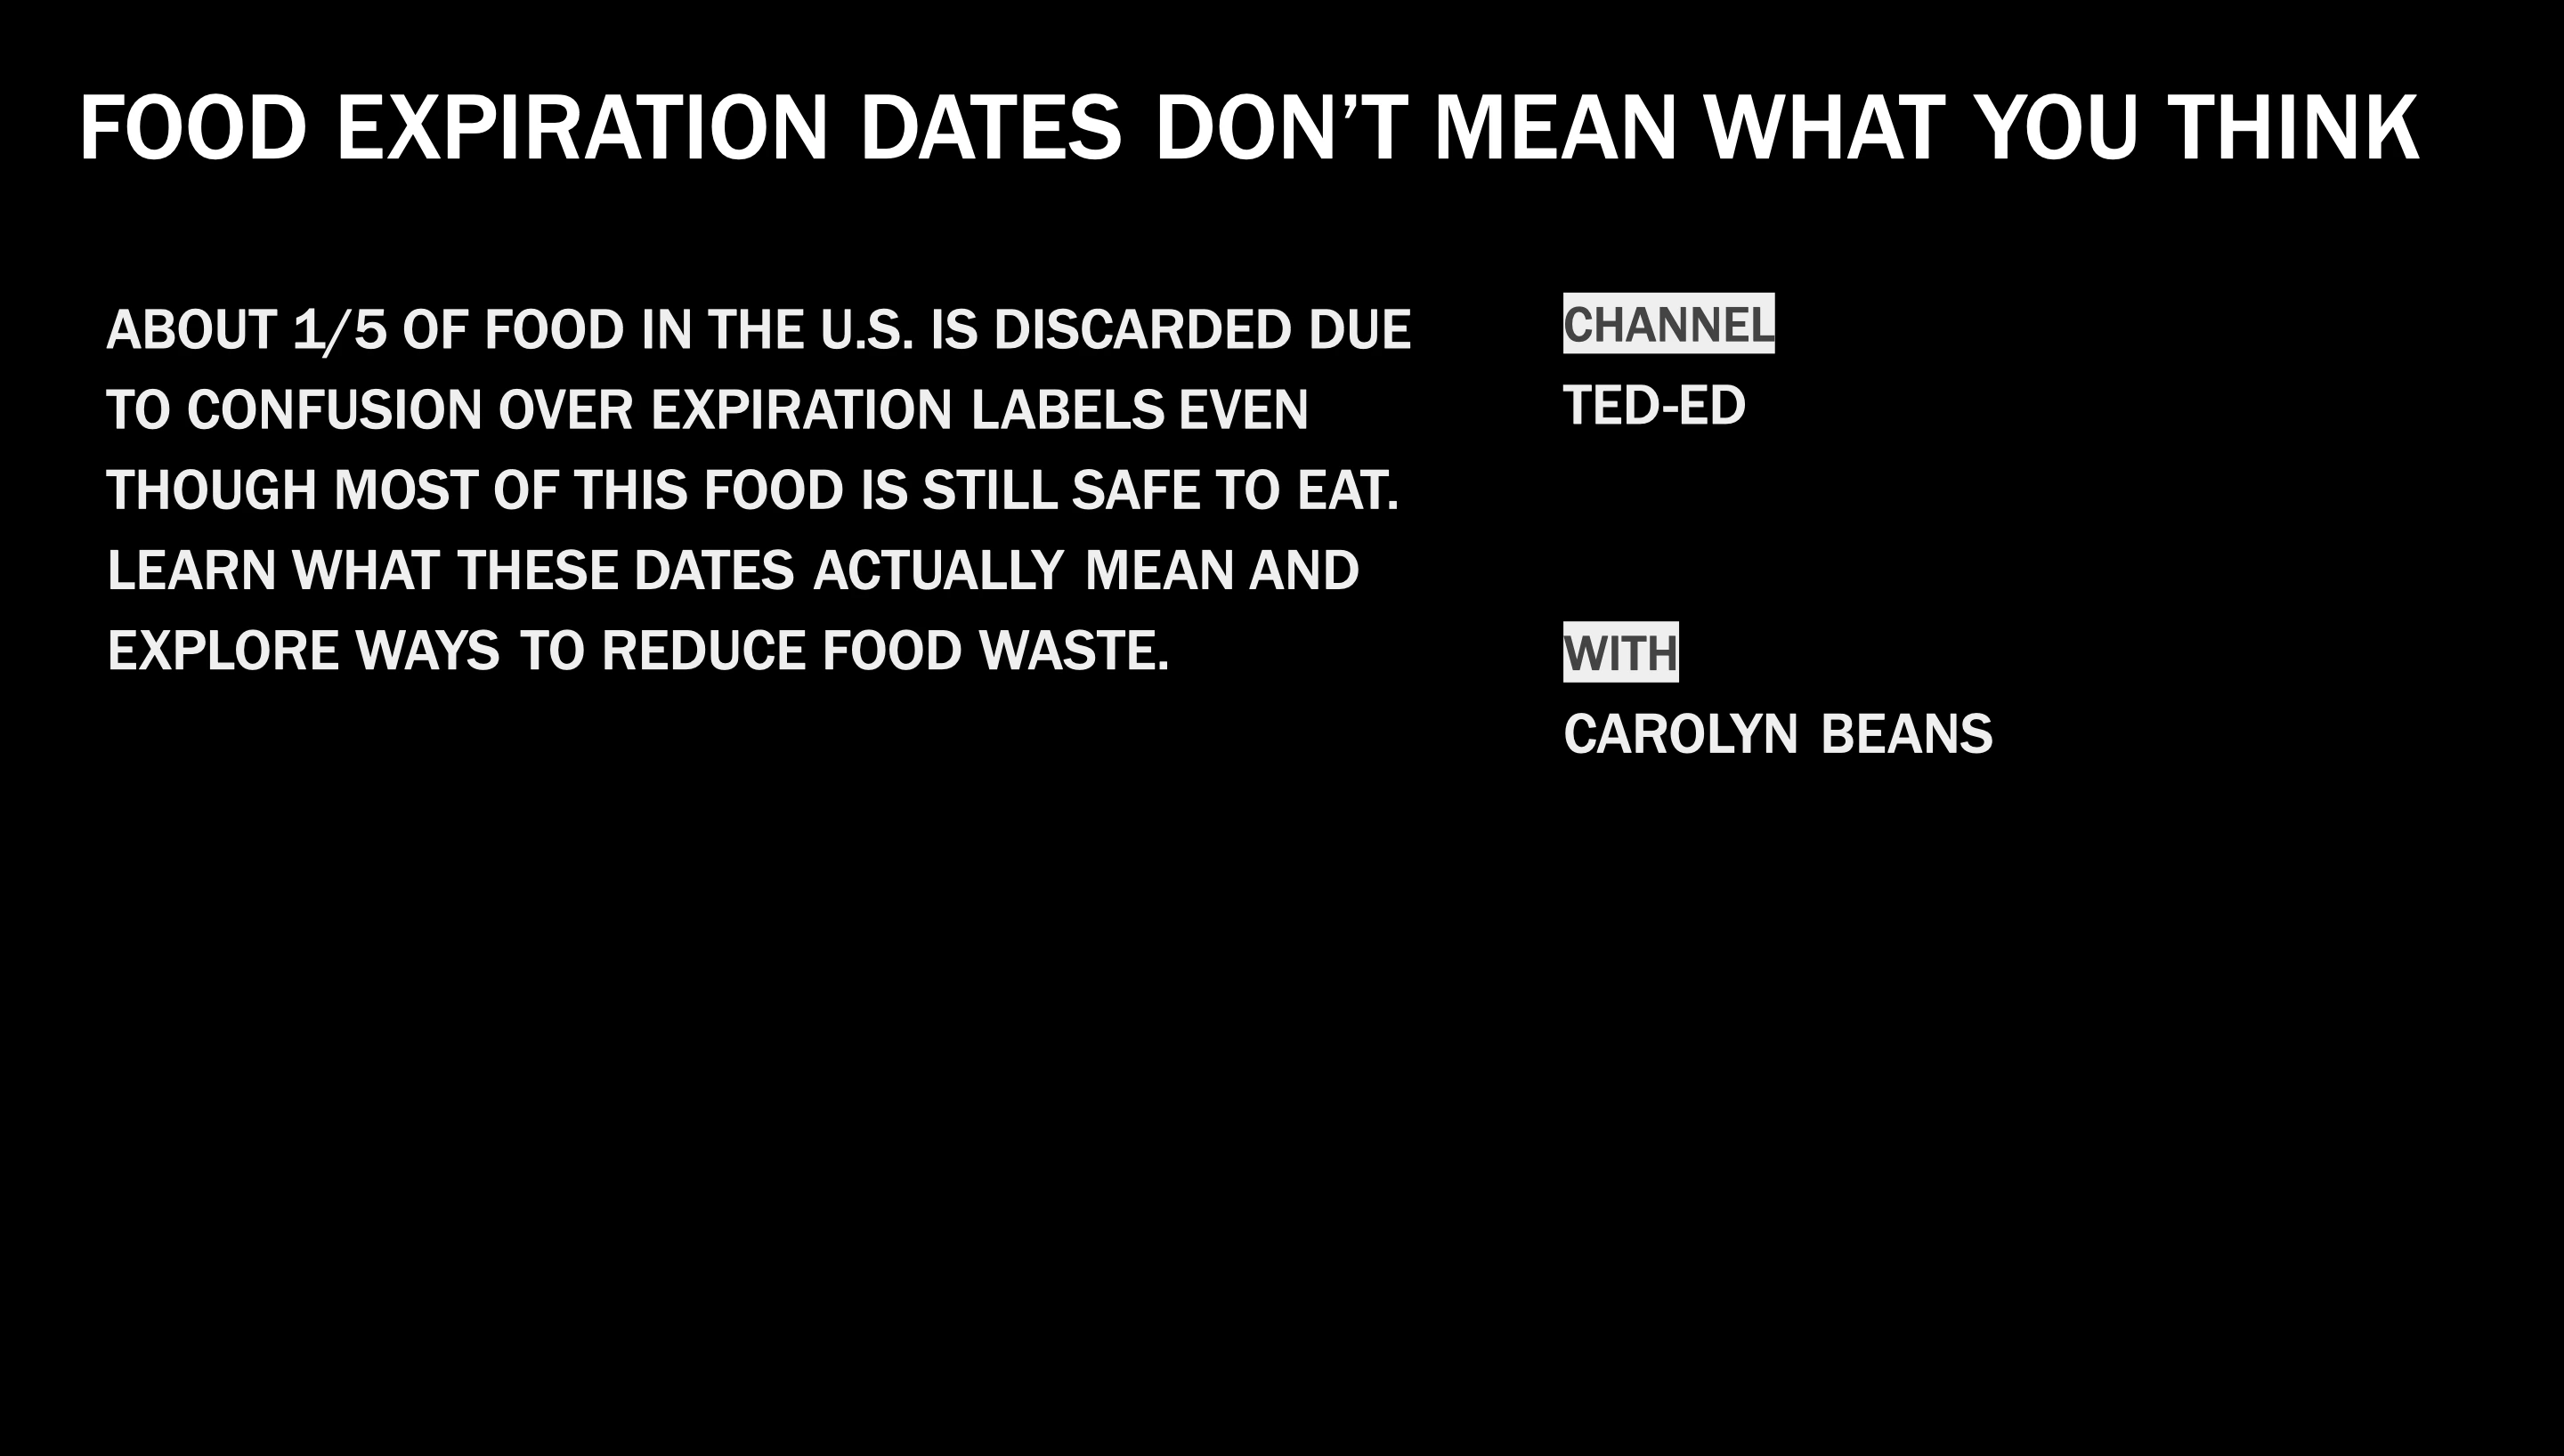 FOOD EXPIRATION DATES DON’T MEAN WHAT YOU THINK
ABOUT 1/5 OF FOOD IN THE U.S. IS DISCARDED DUE
TO CONFUSION OVER EXPIRATION LABELS EVEN
THOUGH MOST OF THIS FOOD IS STILL SAFE TO EAT.
LEARN WHAT THESE DATES ACTUALLY MEAN AND
EXPLORE WAYS TO REDUCE FOOD WASTE.
CHANNEL
TED-ED
WITH
CAROLYN BEANS